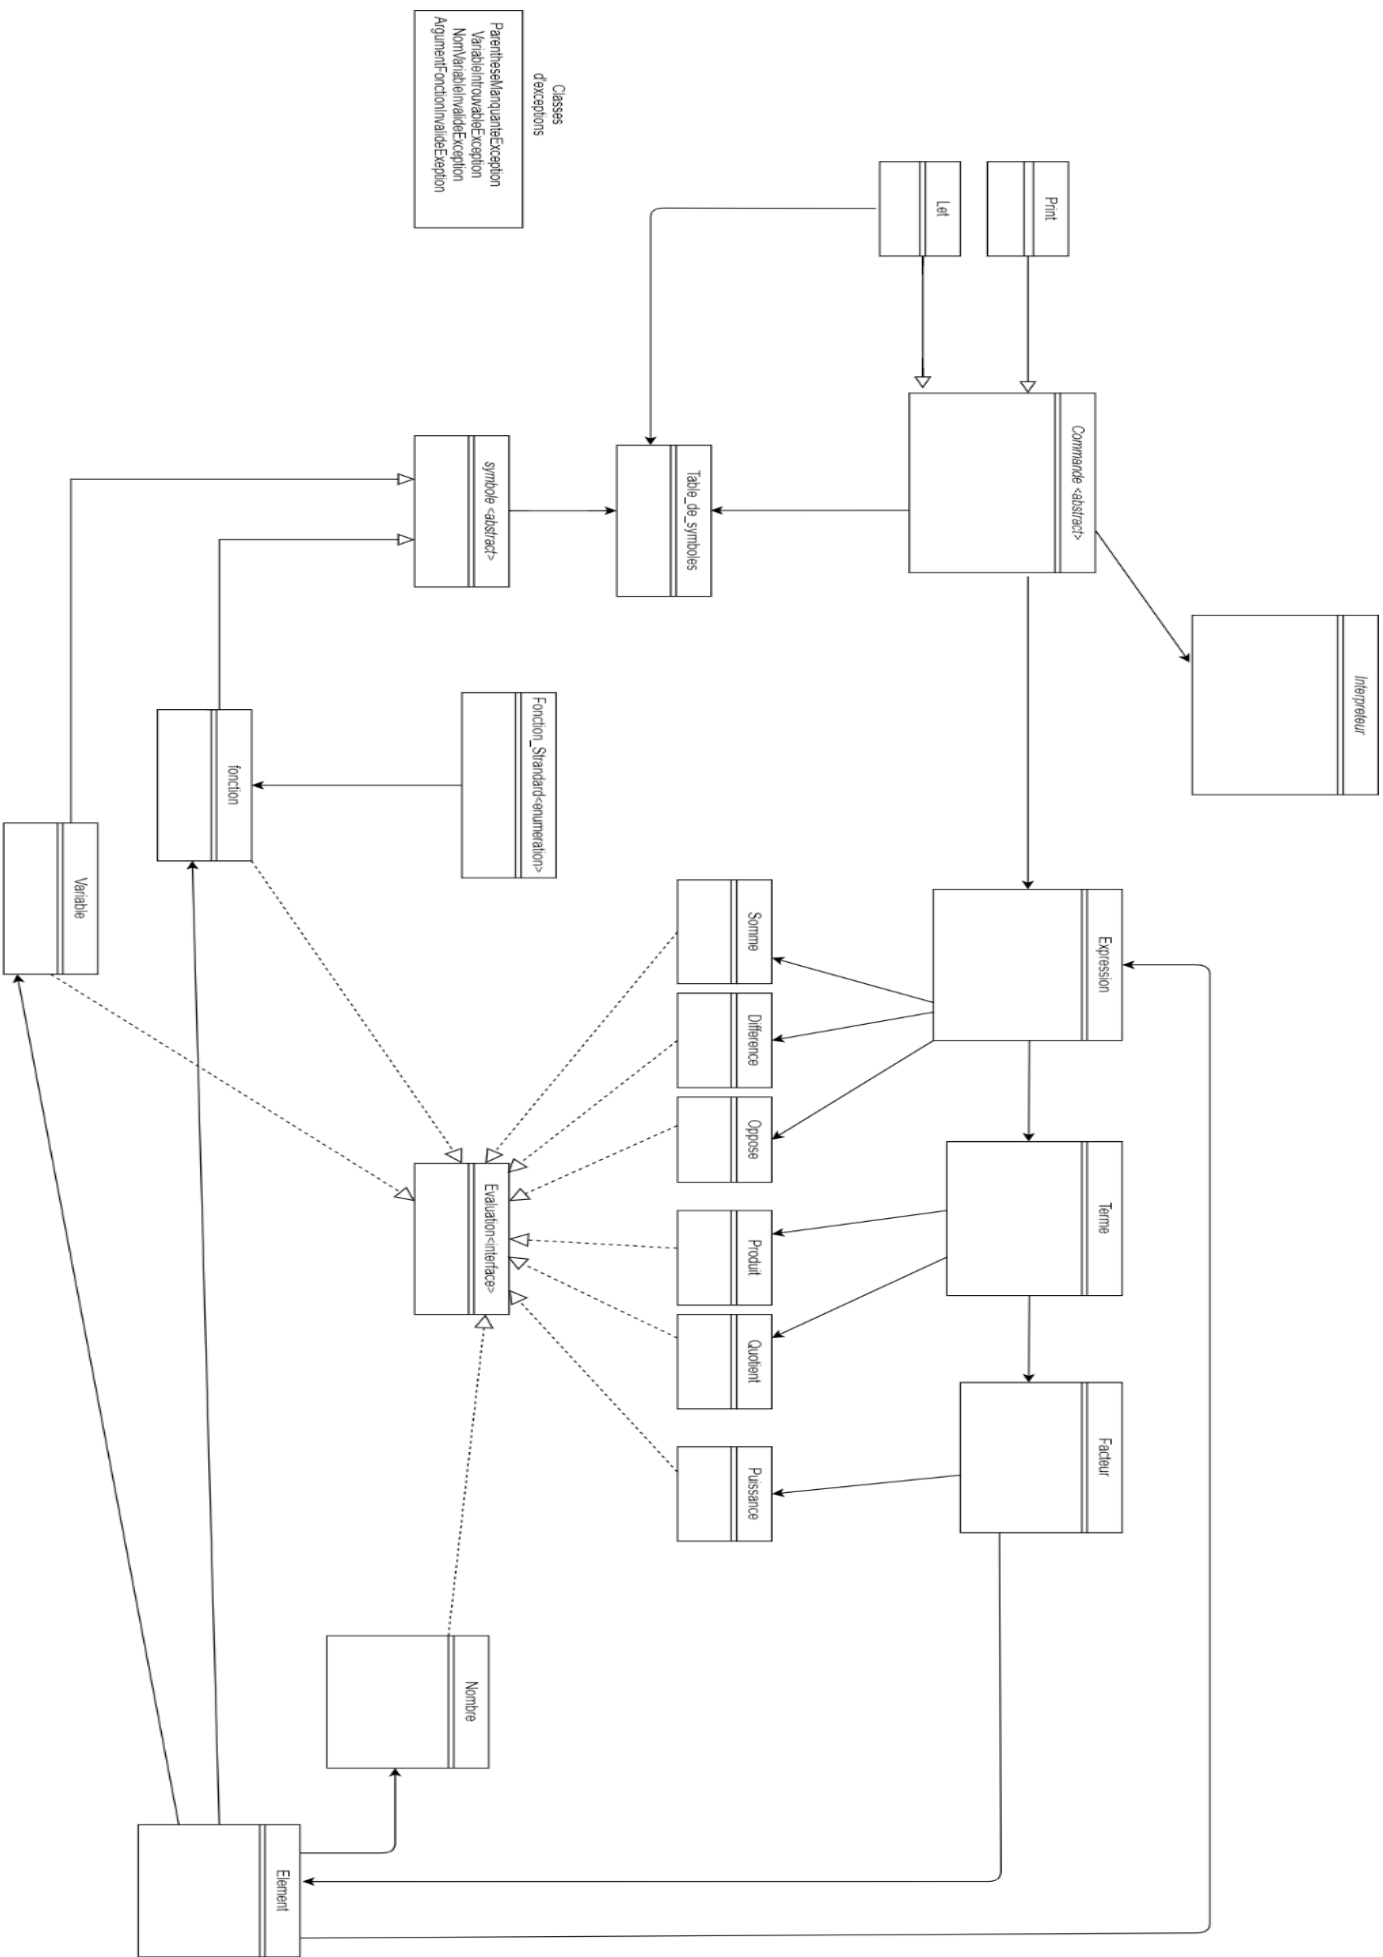 Interpreteur
Print
Let
Commande <abstract>
Expression
Terme
Facteur
Table_de_symboles
Somme
Difference
Oppose
Produit
Quotient
Puissance
Classes
d'exceptions
ParentheseManquanteException
VariableIntrouvableException
NomVariableInvalideException
ArgumentFonctionInvalideExeption
symbole <abstract>
Fonction_Strandard<enumeration>
Evaluation<interface>
Nombre
fonction
Element
Variable